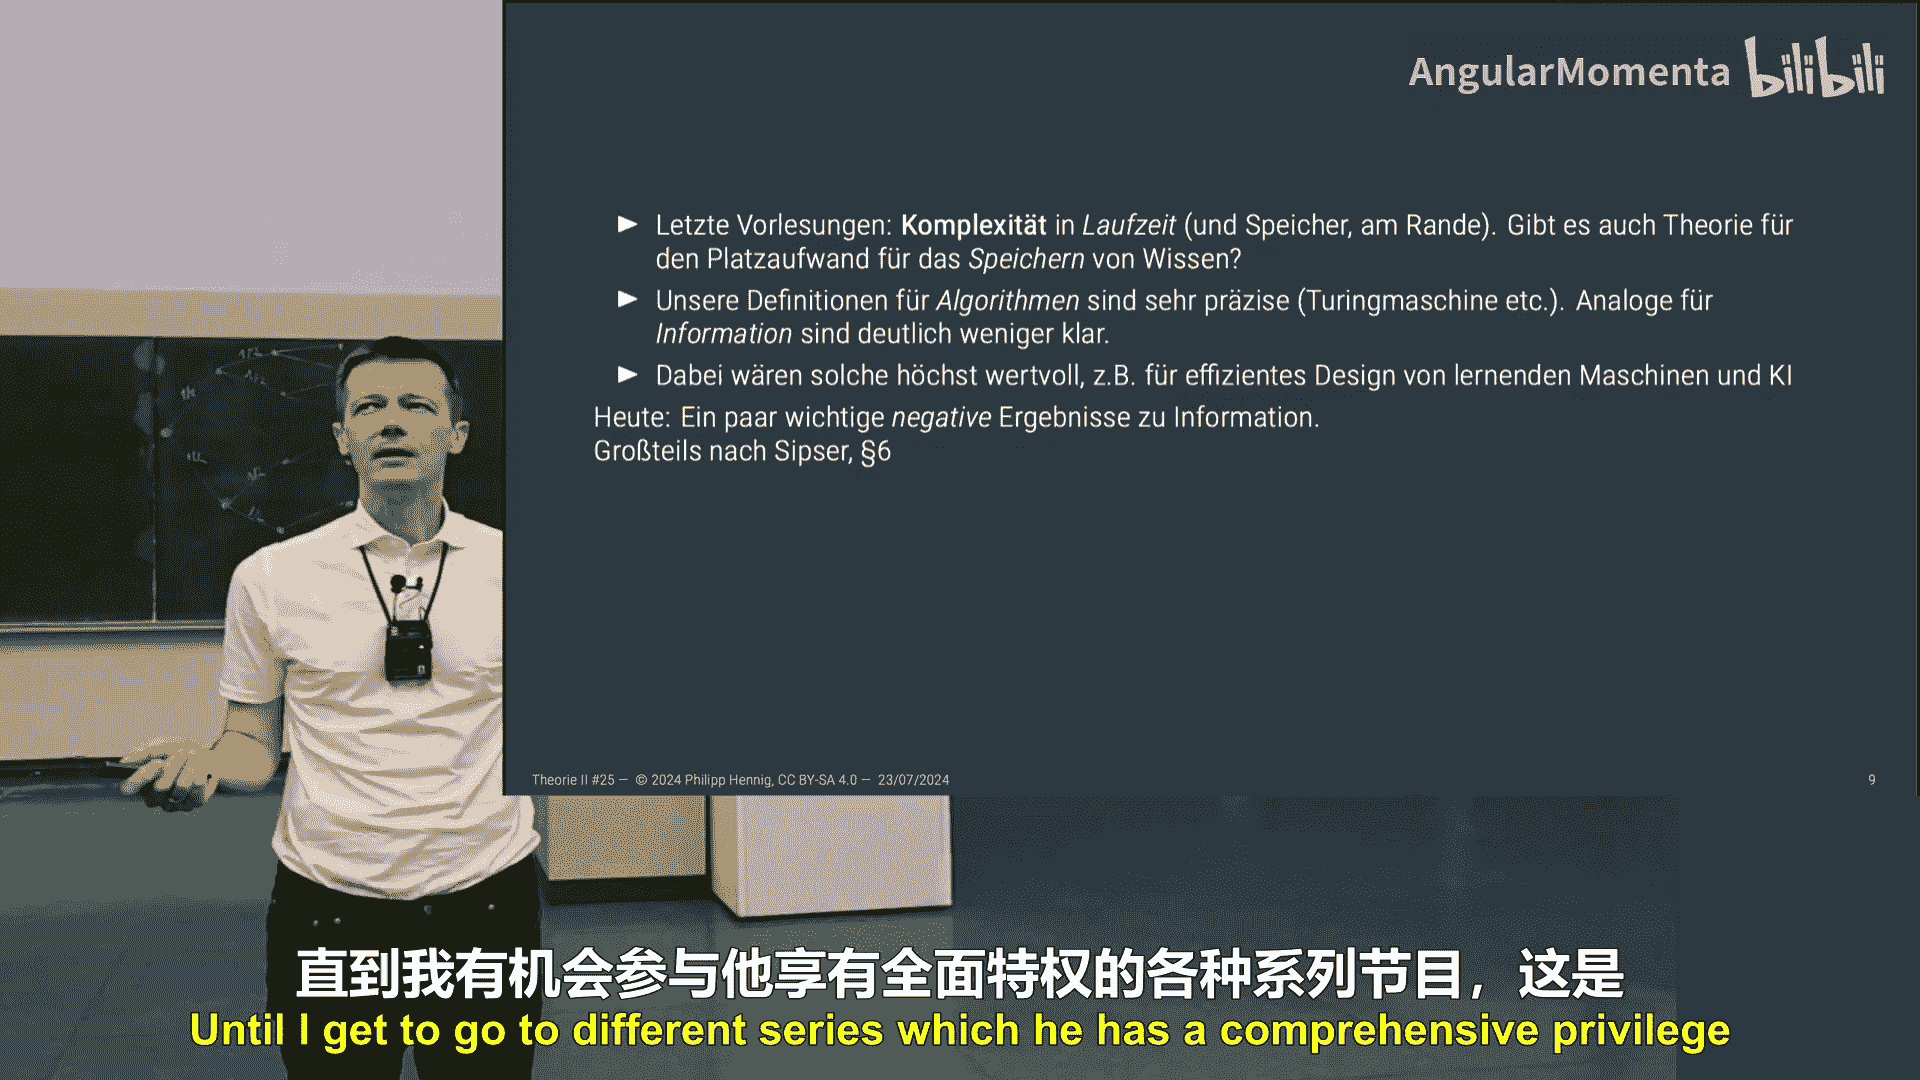 AngularMomenta bilibili
► Letzte Vorlesungen: Komplexität in Laufzeit (und Speicher, am Rande). Gibt es auch Theorie für
den Platzaufwand für das Speichern von Wissen?
► Unsere Definitionen für Algorithmen sind sehr präzise (Turingmaschine etc.). Analoge für
Information sind deutlich weniger klar.
► Dabei wären solche höchst wertvoll, z.B. für effizientes Design von lernenden Maschinen und KI
Heute: Ein paar wichtige negative Ergebnisse zu Information.
Großteils nach Sipser, §6
Theorie II #25 — © 2024 Philipp Hennig, CC BY-SA 4.0 — 23/07/2024
9
直到我有机会参与他享有全面特权的各种系列节目，这是
Until I get to go to different series which he has a comprehensive privilege